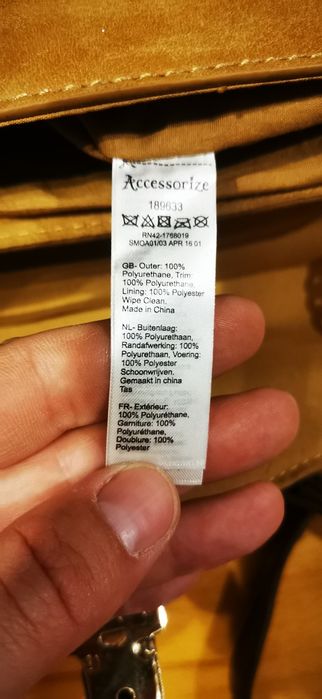 Accessorize
189633
RN42-1768019
SMOA01/03 APR 16 01
GB- Outer: 100%
Polyurethane, Trim:
100% Polyurethane,
Lining: 100% Polyester
Wipe Clean.
Made in China
NL- Buitenlaag:
100% Polyurethaan,
Randafwerking: 100%
Polyurethaan, Voering:
100% Polyester
Schoonwrijven.
Gemaakt in china
Tas
FR- Extérieur:
100% Polyuréthane,
Garniture: 100%
Polyuréthane,
Doublure: 100%
Polyester